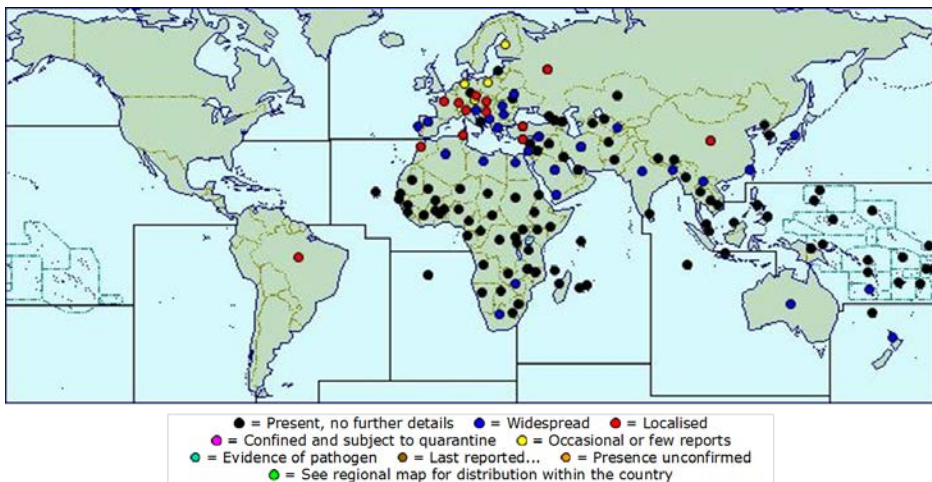 = Present, no further details = Widespread = Localised
= Confined and subject to quarantine = Occasional or few reports
= Evidence of pathogen = Last reported... = Presence unconfirmed
= See regional map for distribution within the country